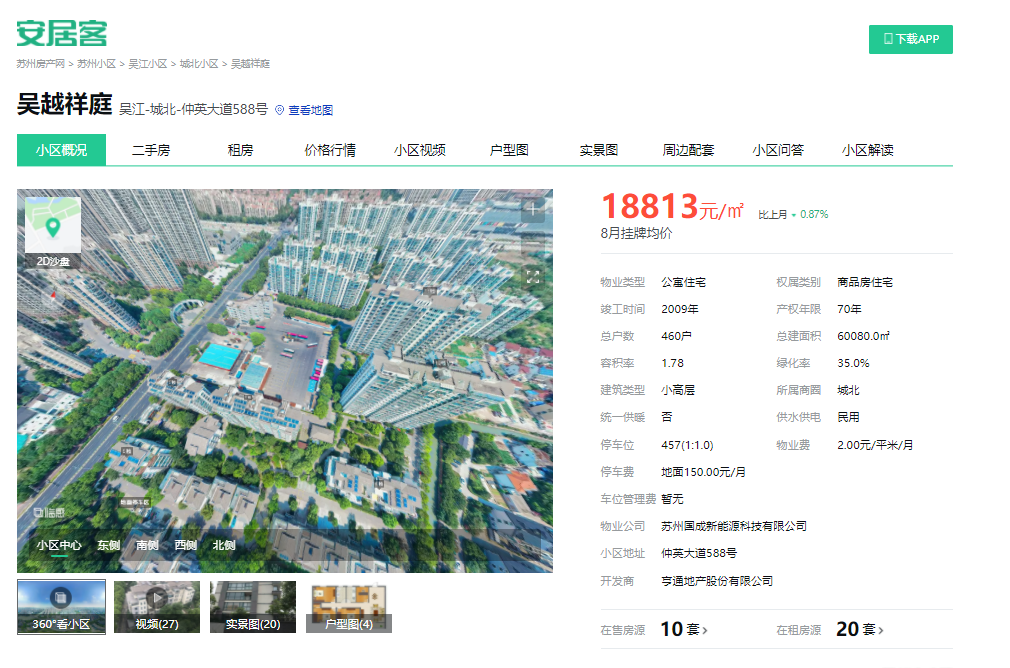 安居客
下载APP
苏州房产网 > 苏州小区 > 吴江小区 > 城北小区 > 吴越祥庭
吴越祥庭 吴江-城北-仲英大道588号 查看地图
小区概况 二手房 租房 价格行情 小区视频 户型图 实景图 周边配套 小区问答 小区解读
2D沙盘
小区中心 东侧 南侧 西侧 北侧
360°看小区 视频(27) 实景图(20) 户型图(4)
18813元/㎡ 比上月 0.87%
8月挂牌均价
物业类型 公寓住宅 权属类别 商品房住宅
竣工时间 2009年 产权年限 70年
总户数 460户 总建面积 60080.0㎡
容积率 1.78 绿化率 35.0%
建筑类型 小高层 所属商圈 城北
统一供暖 否 供水供电 民用
停车位 457(1:1.0) 物业费 2.00元/平米/月
停车费 地面150.00元/月
车位管理费 暂无
物业公司 苏州国成新能源科技有限公司
小区地址 仲英大道588号
开发商 亨通地产股份有限公司
在售房源 10 套 > 在租房源 20 套 >